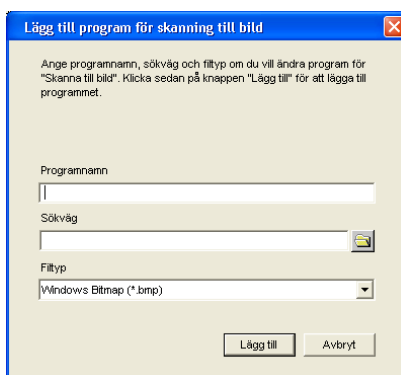 Lägg till program för skanning till bild
Ange programnamn, sökväg och filtyp om du vill ändra program för
"Skanna till bild". Klicka sedan på knappen "Lägg till" för att lägga till
programmet.
Programnamn
Sökväg
Filtyp
Windows Bitmap (*.bmp)
Lägg till
Avbryt